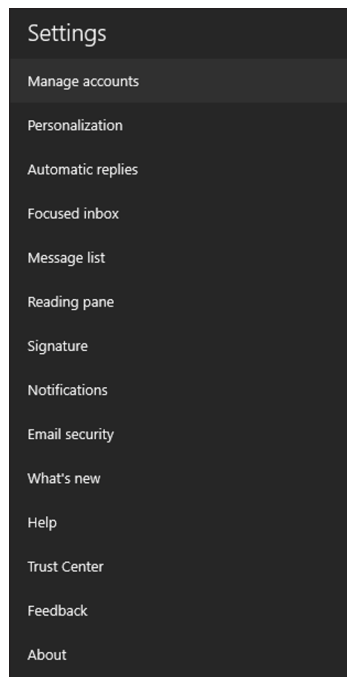 Settings
Manage accounts
Personalization
Automatic replies
Focused inbox
Message list
Reading pane
Signature
Notifications
Email security
What's new
Help
Trust Center
Feedback
About